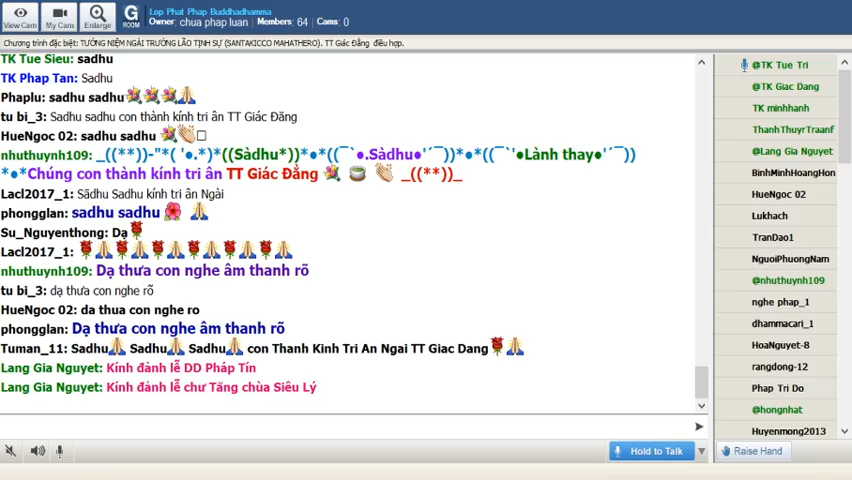 View Cam
My Cam
Enlarge
G
ROOM
Lop Phat Phap Buddhadhamma
Owner: chua phap luan Members: 64 Cams: 0
Chương trình đặc biệt: TƯỞNG NIỆM NGÀI TRƯỞNG LÃO TỊNH SỰ (SANTAKICCO MAHATHERO). TT Giác Đẳng điều hợp.
TK Tue Sieu: sadhu
TK Phap Tan: Sadhu
Phaplu: sadhu sadhu
tu bi_3: Sadhu sadhu con thành kính tri ân TT Giác Đăng
HueNgoc 02: sadhu sadhu
nhuthuynh109: _((**))-"*( '●.*)*((Sàdhu*))*●*((¯`●.Sàdhu●'´¯))*●*((¯`'●Lành thay●'´¯))
*●*Chúng con thành kính tri ân TT Giác Đẳng _((**))_
Lacl2017_1: Sādhu Sadhu kính tri ân Ngài
phongglan: sadhu sadhu
Su_Nguyenthong: Dạ
Lacl2017_1:
nhuthuynh109: Dạ thưa con nghe âm thanh rõ
tu bi_3: dạ thưa con nghe rõ
HueNgoc 02: da thua con nghe ro
phongglan: Dạ thưa con nghe âm thanh rõ
Tuman_11: Sadhu Sadhu Sadhu con Thanh Kinh Tri An Ngai TT Giac Dang
Lang Gia Nguyet: Kính đảnh lễ DD Pháp Tín
Lang Gia Nguyet: Kính đảnh lễ chư Tăng chùa Siêu Lý
Hold to Talk
@TK Tue Tri
@TK Giac Dang
TK minhhanh
ThanhThuyrTraanf
@Lang Gia Nguyet
BinhMinhHoangHon
HueNgoc 02
Lukhach
TranDao1
NguoiPhuongNam
@nhuthuynh109
nghe phap_1
dhammacari_1
HoaNguyet-8
rangdong-12
Phap Tri Do
@hongnhat
Huyenmong2013
Raise Hand